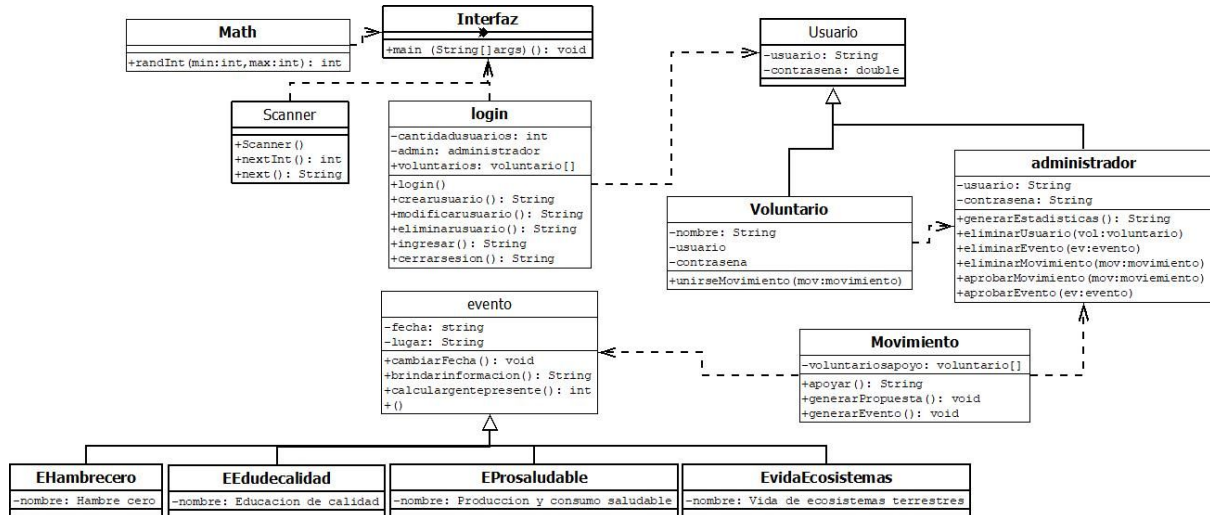 Math
+randInt(min:int,max:int): int
Interfaz
+main (String[]args)(): void
Usuario
-usuario: String
-contrasena: double
Scanner
+Scanner()
+nextInt(): int
+next(): String
login
-cantidadusuarios: int
-admin: administrador
+voluntarios: voluntario[]
+login()
+crearusuario(): String
+modificarusuario(): String
+eliminarusuario(): String
+ingresar(): String
+cerrarsesion(): String
Voluntario
-nombre: String
-usuario
-contrasena
+unirseMovimiento(mov:movimiento)
administrador
-usuario: String
-contrasena: String
+generarEstadisticas(): String
+eliminarUsuario(vol:voluntario)
+eliminarEvento(ev:evento)
+eliminarMovimiento(mov:movimiento)
+aprobarMovimiento(mov:moviemiento)
+aprobarEvento(ev:evento)
evento
-fecha: string
-lugar: String
+cambiarFecha(): void
+brindarinformacion(): String
+calculargentepresente(): int
+()
Movimiento
-voluntariosapoyo: voluntario[]
+apoyar(): String
+generarPropuesta(): void
+generarEvento(): void
EHambrecero
-nombre: Hambre cero
EEdudecalidad
-nombre: Educacion de calidad
EProsaludable
-nombre: Produccion y consumo saludable
EvidaEcosistemas
-nombre: Vida de ecosistemas terrestres